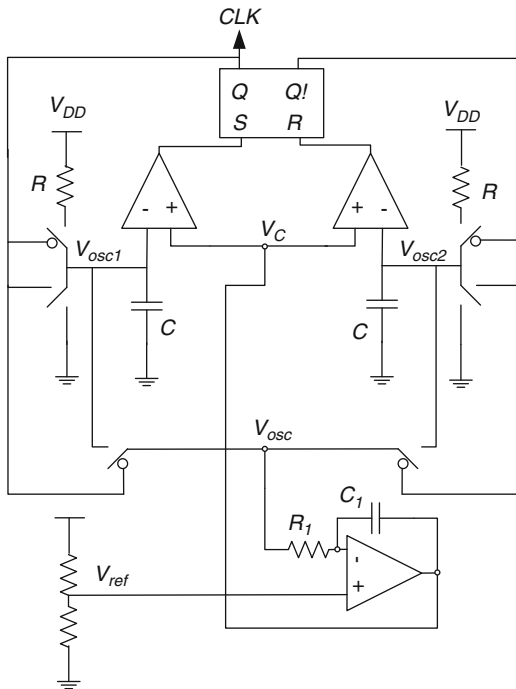 CLK
Q Q!
S R
V_DD V_DD
R R
- + + -
V_osc1 V_C V_osc2
C C
V_osc
C_1
R_1
-
V_ref +